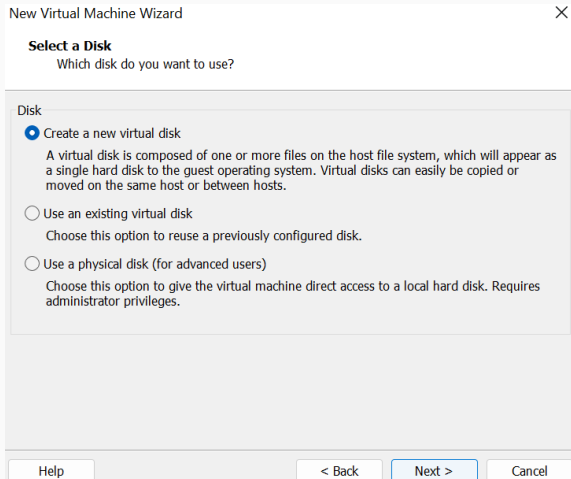 New Virtual Machine Wizard
Select a Disk
Which disk do you want to use?
Disk
Create a new virtual disk
A virtual disk is composed of one or more files on the host file system, which will appear as
a single hard disk to the guest operating system. Virtual disks can easily be copied or
moved on the same host or between hosts.
Use an existing virtual disk
Choose this option to reuse a previously configured disk.
Use a physical disk (for advanced users)
Choose this option to give the virtual machine direct access to a local hard disk. Requires
administrator privileges.
Help < Back Next > Cancel